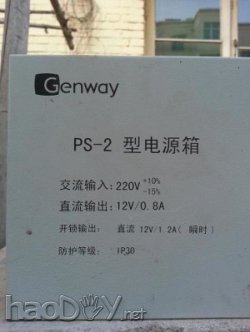 Genway
PS-2 型电源箱
交流输入: 220V +10% -15%
直流输出: 12V/0.8A
开锁输出: 直流 12V/1.2A(瞬时)
防护等级: IP30
haoDIY.net